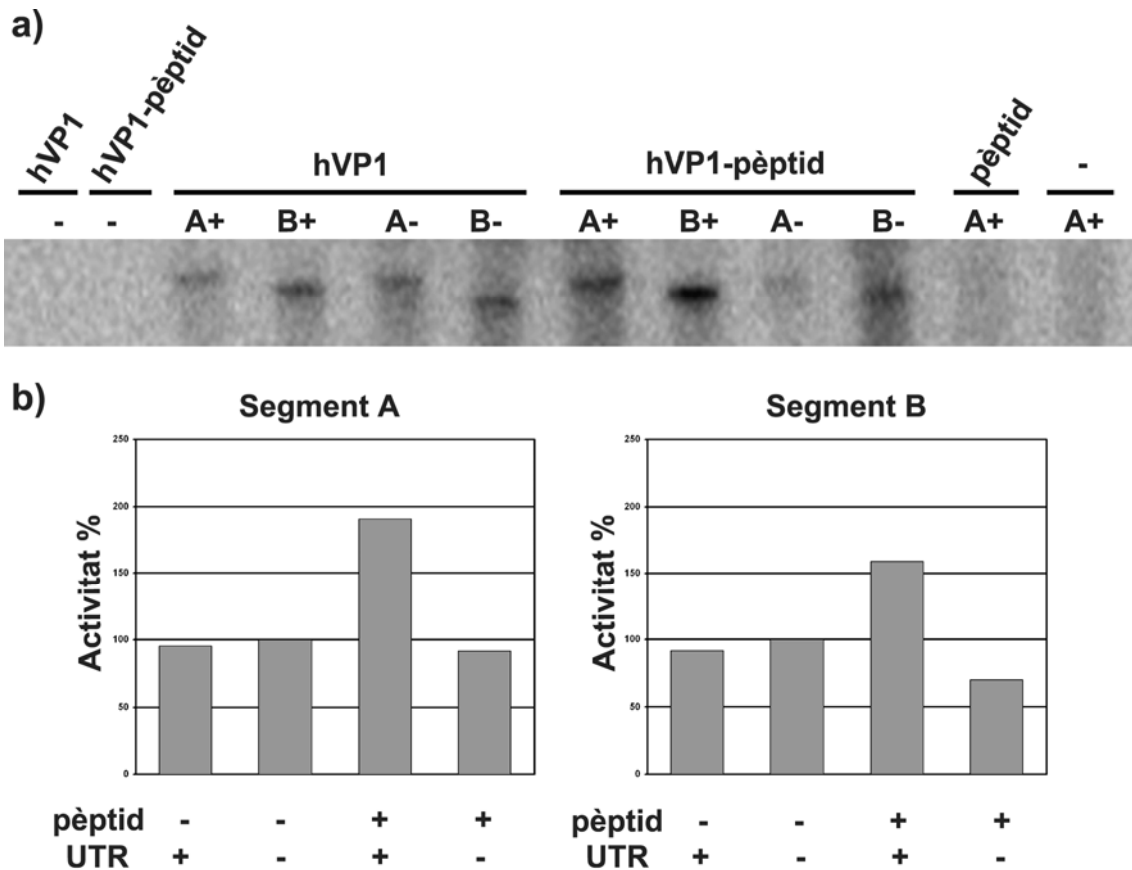 a)
hVP1 hVP1-pèptid hVP1 hVP1-pèptid pèptid -
- - A+ B+ A- B- A+ B+ A- B- A+ A+
b)
Segment A Segment B
Activitat %
250
200
150
100
50
0
Activitat %
250
200
150
100
50
0
pèptid - - + + pèptid - - + +
UTR + - + - UTR + - + -